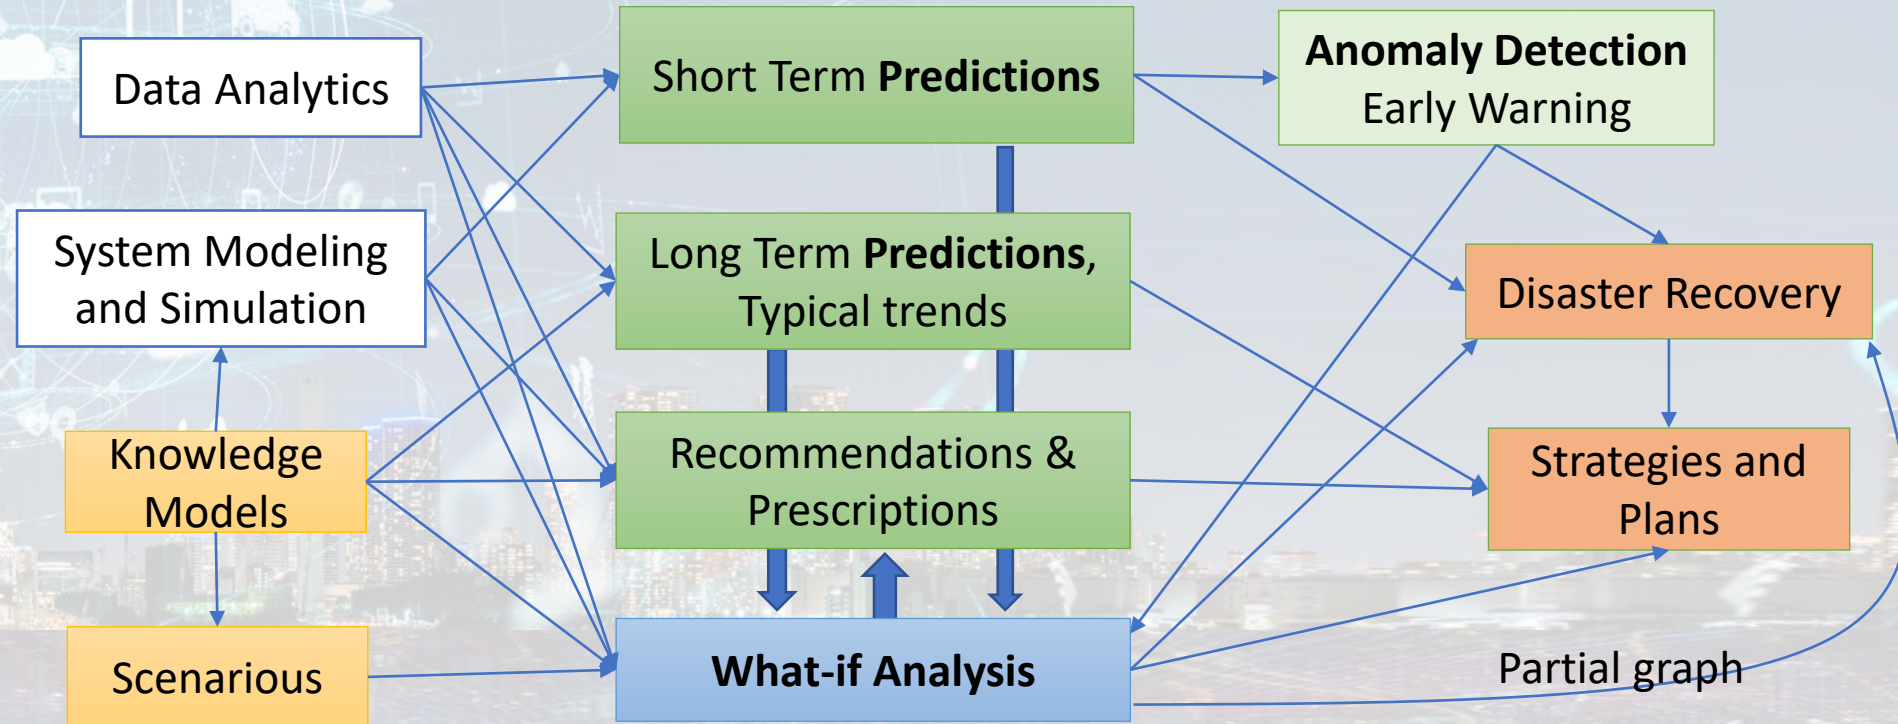 Data Analytics
Short Term Predictions
Anomaly Detection
Early Warning
System Modeling
and Simulation
Long Term Predictions,
Typical trends
Disaster Recovery
Knowledge
Models
Recommendations &
Prescriptions
Strategies and
Plans
Scenarious
What-if Analysis
Partial graph